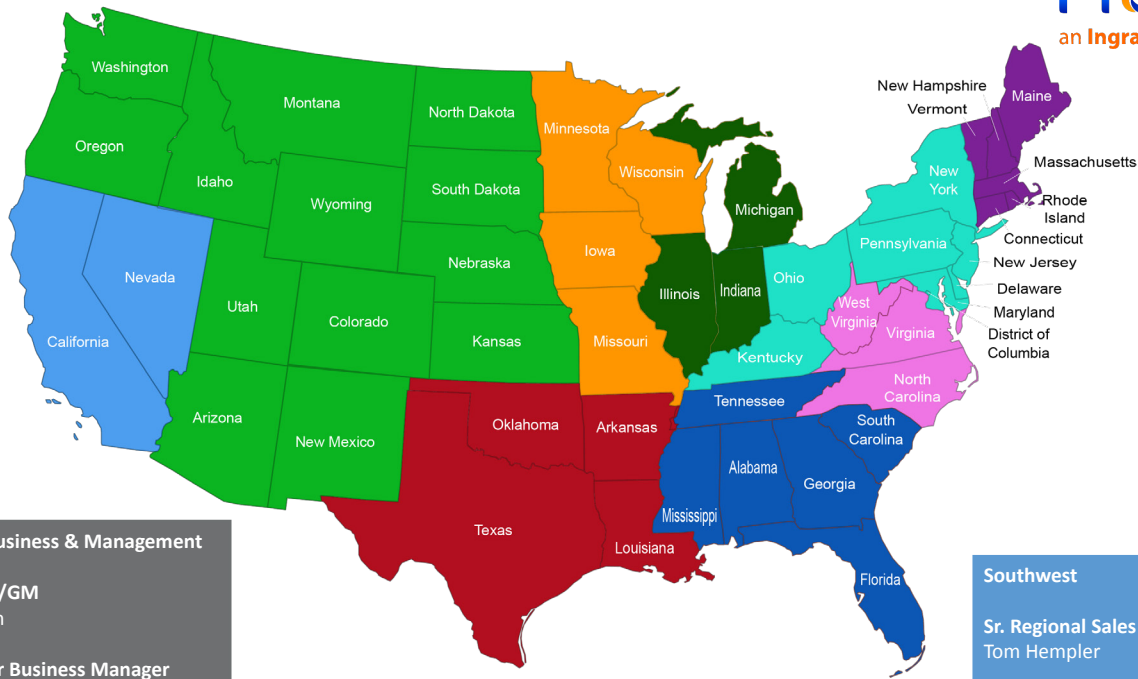 an Ingra
Washington
Montana
North Dakota
Minnesota
New Hampshire
Vermont
Maine
Oregon
Idaho
Wyoming
South Dakota
Wisconsin
Michigan
New
York
Massachusetts
Rhode
Island
Connecticut
Nevada
Utah
Colorado
Nebraska
Iowa
Illinois
Indiana
Ohio
Pennsylvania
New Jersey
Delaware
Maryland
District of
Columbia
California
Kansas
Missouri
Kentucky
West
Virginia
Virginia
North
Carolina
Arizona
New Mexico
Oklahoma
Arkansas
Tennessee
South
Carolina
Texas
Louisiana
Mississippi
Alabama
Georgia
Florida
usiness & Management
/GM
r Business Manager
Southwest
Sr. Regional Sales
Tom Hempler